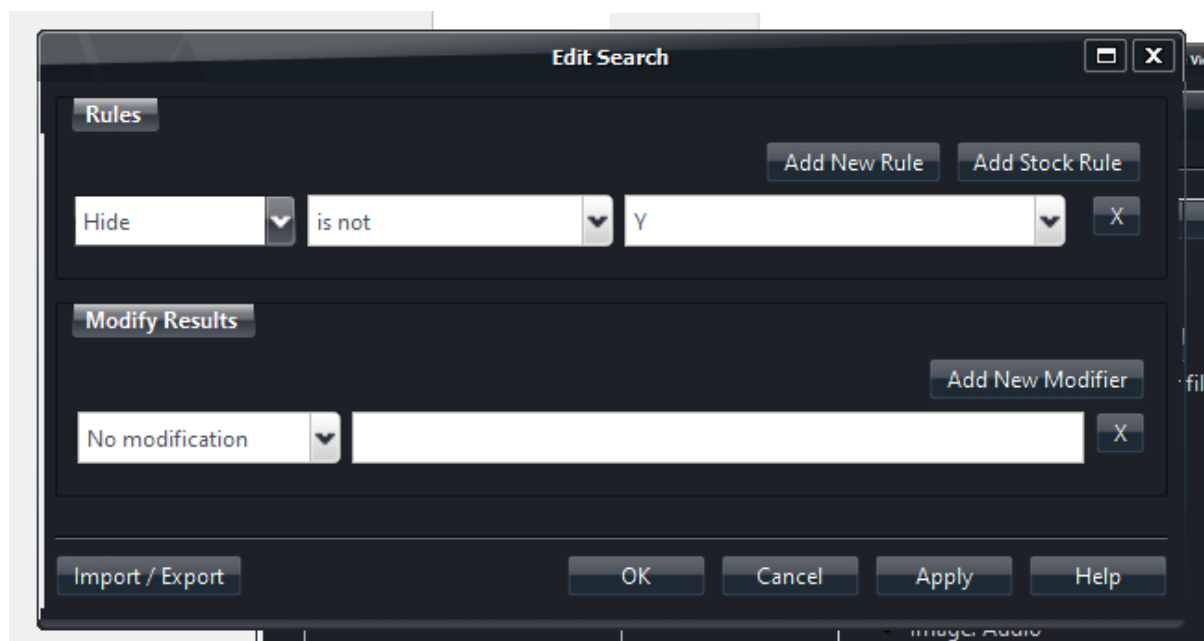 Edit Search
X
Rules
Add New Rule
Add Stock Rule
Hide
is not
Y
X
Modify Results
Add New Modifier
No modification
X
Import / Export
OK
Cancel
Apply
Help